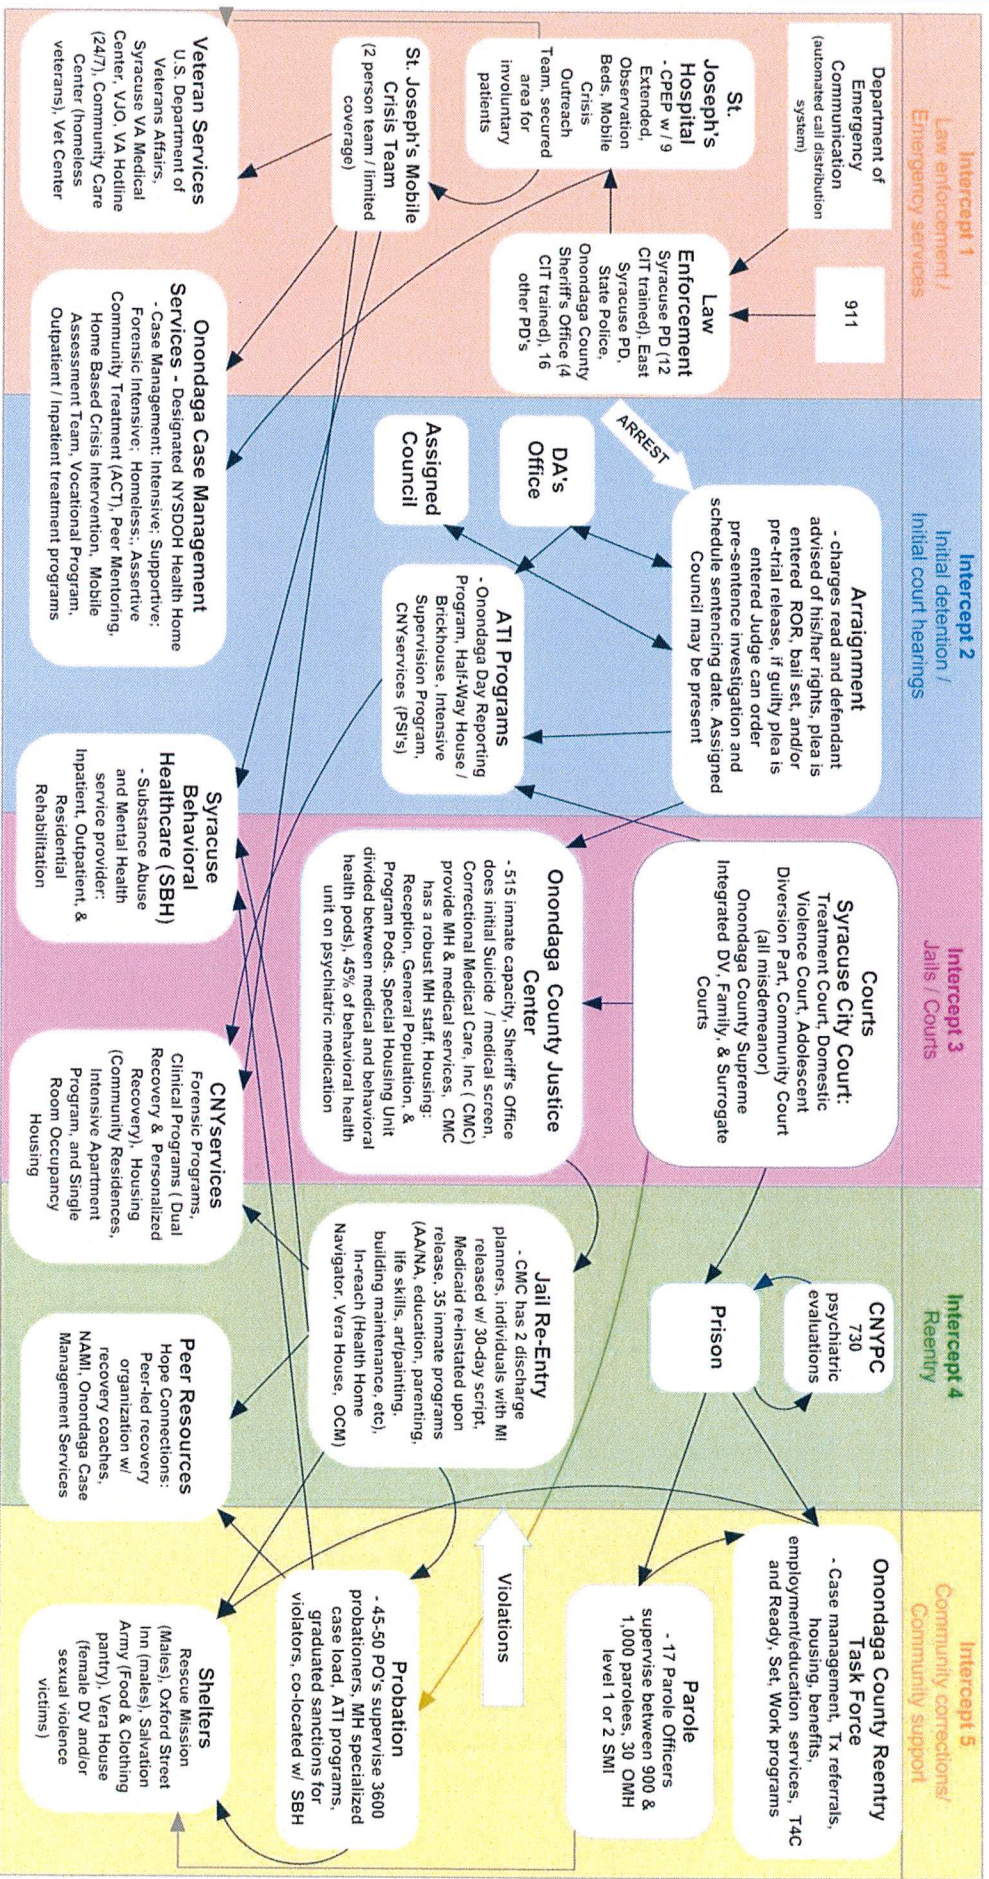 Intercept 1
Law enforcement /
Emergency services
Intercept 2
Initial detention /
Initial court hearings
Intercept 3
Jails / Courts
Intercept 4
Reentry
Intercept 5
Community corrections/
Community support
Department of
Emergency
Communication
(automated call distribution
system)
911
St.
Joseph's
Hospital
- CPEP w / 9
Extended,
Observation
Beds, Mobile
Crisis
Outreach
Team, secured
area for
involuntary
patients
Law
Enforcement
Syracuse PD (12
CIT trained), East
Syracuse PD,
State Police,
Onondaga County
Sheriff's Office (4
CIT trained), 16
other PD's
St. Joseph's Mobile
Crisis Team
(2 person team / limited
coverage)
Veteran Services
U.S. Department of
Veterans Affairs,
Syracuse VA Medical
Center, VJO, VA Hotline
(24/7), Community Care
Center (homeless
veterans), Vet Center
Onondaga Case Management
Services - Designated NYSDOH Health Home
- Case Management: Intensive; Supportive;
Forensic Intensive; Homeless;, Assertive
Community Treatment (ACT), Peer Mentoring,
Home Based Crisis Intervention, Mobile
Assessment Team, Vocational Program,
Outpatient / Inpatient treatment programs
ARREST
Arraignment
- charges read and defendant
advised of his/her rights, plea is
entered ROR, bail set, and/or
pre-trial release, if guilty plea is
entered Judge can order
pre-sentence investigation and
schedule sentencing date. Assigned
Council may be present
DA's
Office
Assigned
Council
ATI Programs
- Onondaga Day Reporting
Program, Half-Way House /
Brickhouse, Intensive
Supervision Program,
CNYservices (PSI's)
Syracuse
Behavioral
Healthcare (SBH)
- Substance Abuse
and Mental Health
service provider:
Inpatient, Outpatient, &
Residential
Rehabilitation
Courts
Syracuse City Court:
Treatment Court, Domestic
Violence Court, Adolescent
Diversion Part, Community Court
(all misdemeanor)
Onondaga County Supreme
Integrated DV, Family, & Surrogate
Courts
Onondaga County Justice
Center
- 515 inmate capacity, Sheriff's Office
does initial Suicide / medical screen,
Correctional Medical Care, Inc ( CMC)
provide MH & medical services, CMC
has a robust MH staff, Housing:
Reception, General Population, &
Program Pods, Special Housing Unit
divided between medical and behavioral
health pods), 45% of behavioral health
unit on psychiatric medication
CNYservices
Forensic Programs,
Clinical Programs ( Dual
Recovery & Personalized
Recovery), Housing
(Community Residences,
Intensive Apartment
Program, and Single
Room Occupancy
Housing
CNYPC
730
psychiatric
evaluations
Prison
Jail Re-Entry
- CMC has 2 discharge
planners, individuals with MI
released w/ 30-day script,
Medicaid re-instated upon
release, 35 inmate programs
(AA/NA, education, parenting,
life skills, art/painting,
building maintenance, etc),
In-reach (Health Home
Navigator, Vera House, OCM)
Peer Resources
Hope Connections:
Peer-led recovery
organization w/
recovery coaches,
NAMI, Onondaga Case
Management Services
Onondaga County Reentry
Task Force
- Case management, Tx referrals,
housing, benefits,
employment/education services, T4C
and Ready, Set, Work programs
Parole
- 17 Parole Officers
supervise between 900 &
1,000 parolees, 30 OMH
level 1 or 2 SMI
Violations
Probation
- 45-50 PO's supervise 3600
probationers, MH specialized
case load, ATI programs,
graduated sanctions for
violators, co-located w/ SBH
Shelters
Rescue Mission
(Males), Oxford Street
Inn (males), Salvation
Army (Food & Clothing
pantry), Vera House
(female DV and/or
sexual violence
victims)